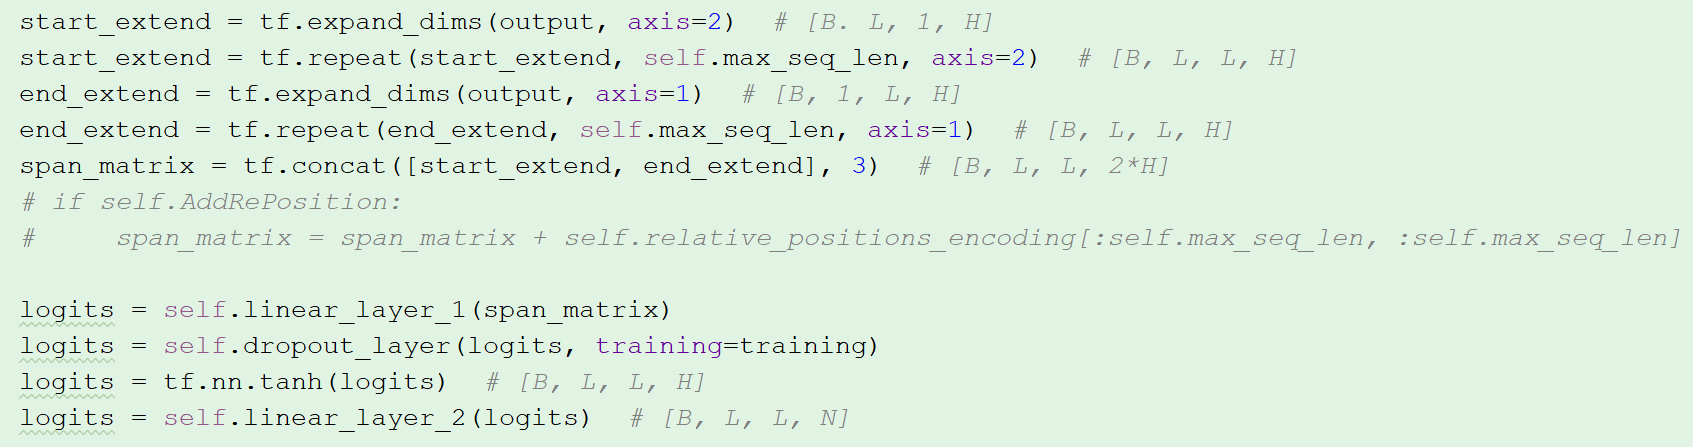 start_extend = tf.expand_dims(output, axis=2)  # [B. L, 1, H]
start_extend = tf.repeat(start_extend, self.max_seq_len, axis=2)  # [B, L, L, H]
end_extend = tf.expand_dims(output, axis=1)  # [B, 1, L, H]
end_extend = tf.repeat(end_extend, self.max_seq_len, axis=1)  # [B, L, L, H]
span_matrix = tf.concat([start_extend, end_extend], 3)  # [B, L, L, 2*H]
# if self.AddRePosition:
#     span_matrix = span_matrix + self.relative_positions_encoding[:self.max_seq_len, :self.max_seq_len]
logits = self.linear_layer_1(span_matrix)
logits = self.dropout_layer(logits, training=training)
logits = tf.nn.tanh(logits)  # [B, L, L, H]
logits = self.linear_layer_2(logits)  # [B, L, L, N]